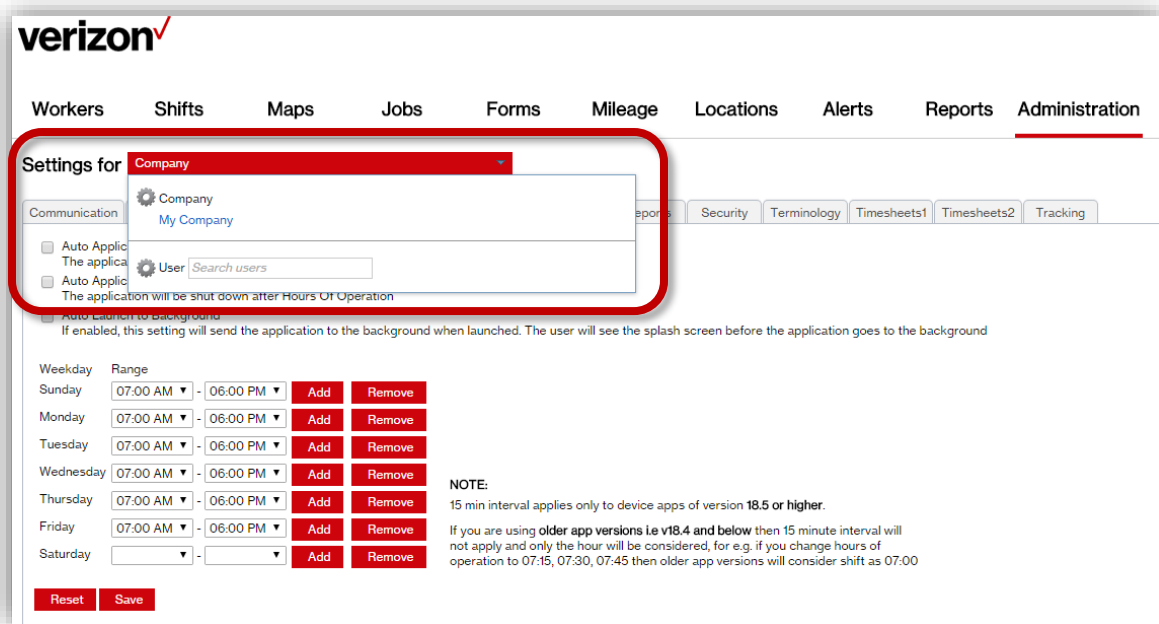 verizon
Workers Shifts Maps Jobs Forms Mileage Locations Alerts Reports Administration
Settings for Company
Company
My Company
User Search users
Communication Security Terminology Timesheets1 Timesheets2 Tracking
Auto
The
Auto
The application will be shut down after Hours Of Operation
Auto Launch to Background
If enabled, this setting will send the application to the background when launched. The user will see the splash screen before the application goes to the background
Weekday Range
Sunday 07:00 AM - 06:00 PM Add Remove
Monday 07:00 AM - 06:00 PM Add Remove
Tuesday 07:00 AM - 06:00 PM Add Remove
Wednesday 07:00 AM - 06:00 PM Add Remove
Thursday 07:00 AM - 06:00 PM Add Remove
Friday 07:00 AM - 06:00 PM Add Remove
Saturday - Add Remove
NOTE:
15 min interval applies only to device apps of version 18.5 or higher.
If you are using older app versions i.e v18.4 and below then 15 minute interval will
not apply and only the hour will be considered, for e.g. if you change hours of
operation to 07:15, 07:30, 07:45 then older app versions will consider shift as 07:00
Reset Save